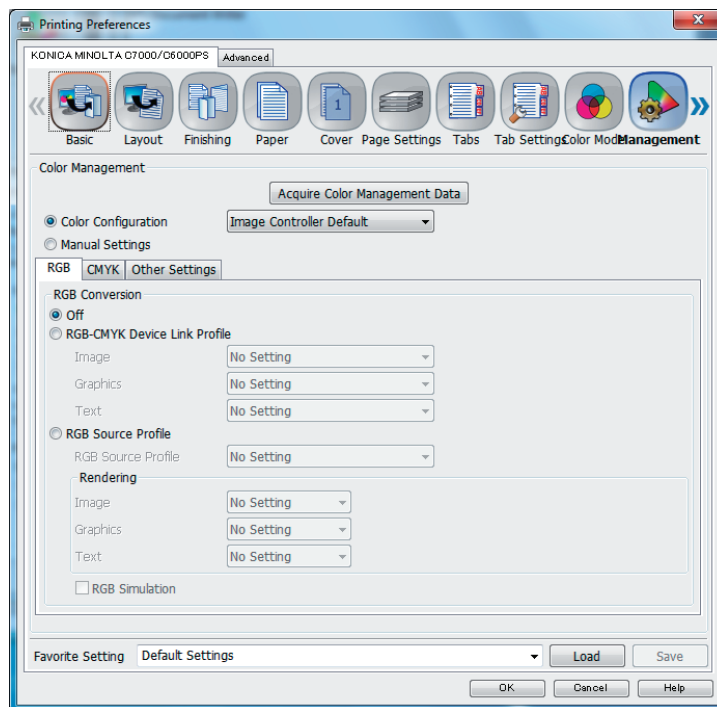 Printing Preferences
KONICA MINOLTA C7000/C6000PS Advanced
1
Basic Layout Finishing Paper Cover Page Settings Tabs Tab Settings Color Mode Management
Color Management
Acquire Color Management Data
Color Configuration Image Controller Default
Manual Settings
RGB CMYK Other Settings
RGB Conversion
Off
RGB-CMYK Device Link Profile
Image No Setting
Graphics No Setting
Text No Setting
RGB Source Profile
RGB Source Profile No Setting
Rendering
Image No Setting
Graphics No Setting
Text No Setting
RGB Simulation
Favorite Setting Default Settings Load Save
OK Cancel Help